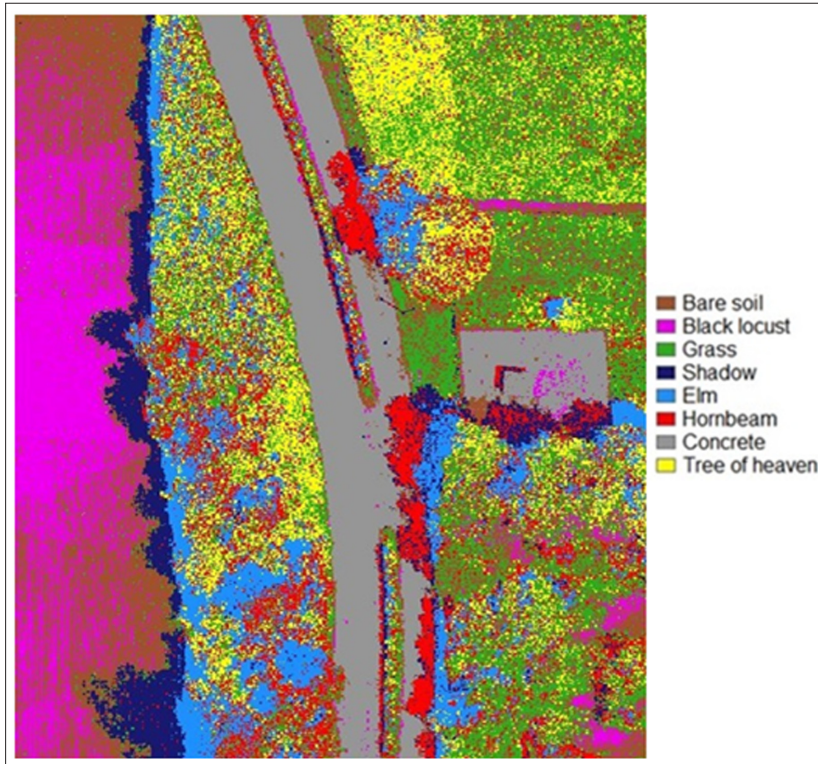 Bare soil
Black locust
Grass
Shadow
Elm
Hornbeam
Concrete
Tree of heaven